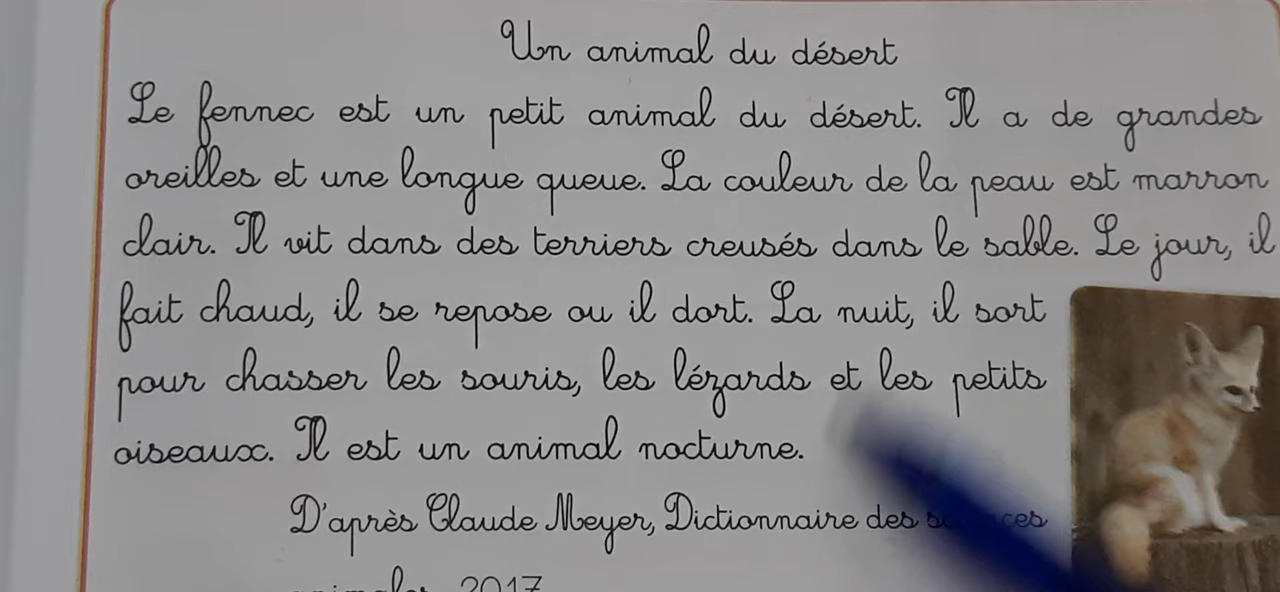 Un animal du désert
Le fennec est un petit animal du désert. Il a de grandes
oreilles et une longue queue. La couleur de la peau est marron
clair. Il vit dans des terriers creusés dans le sable. Le jour, il
fait chaud, il se repose ou il dort. La nuit, il sort
pour chasser les souris, les lézards et les petits
oiseaux. Il est un animal nocturne.
D'après Claude Meyer, Dictionnaire des
2017